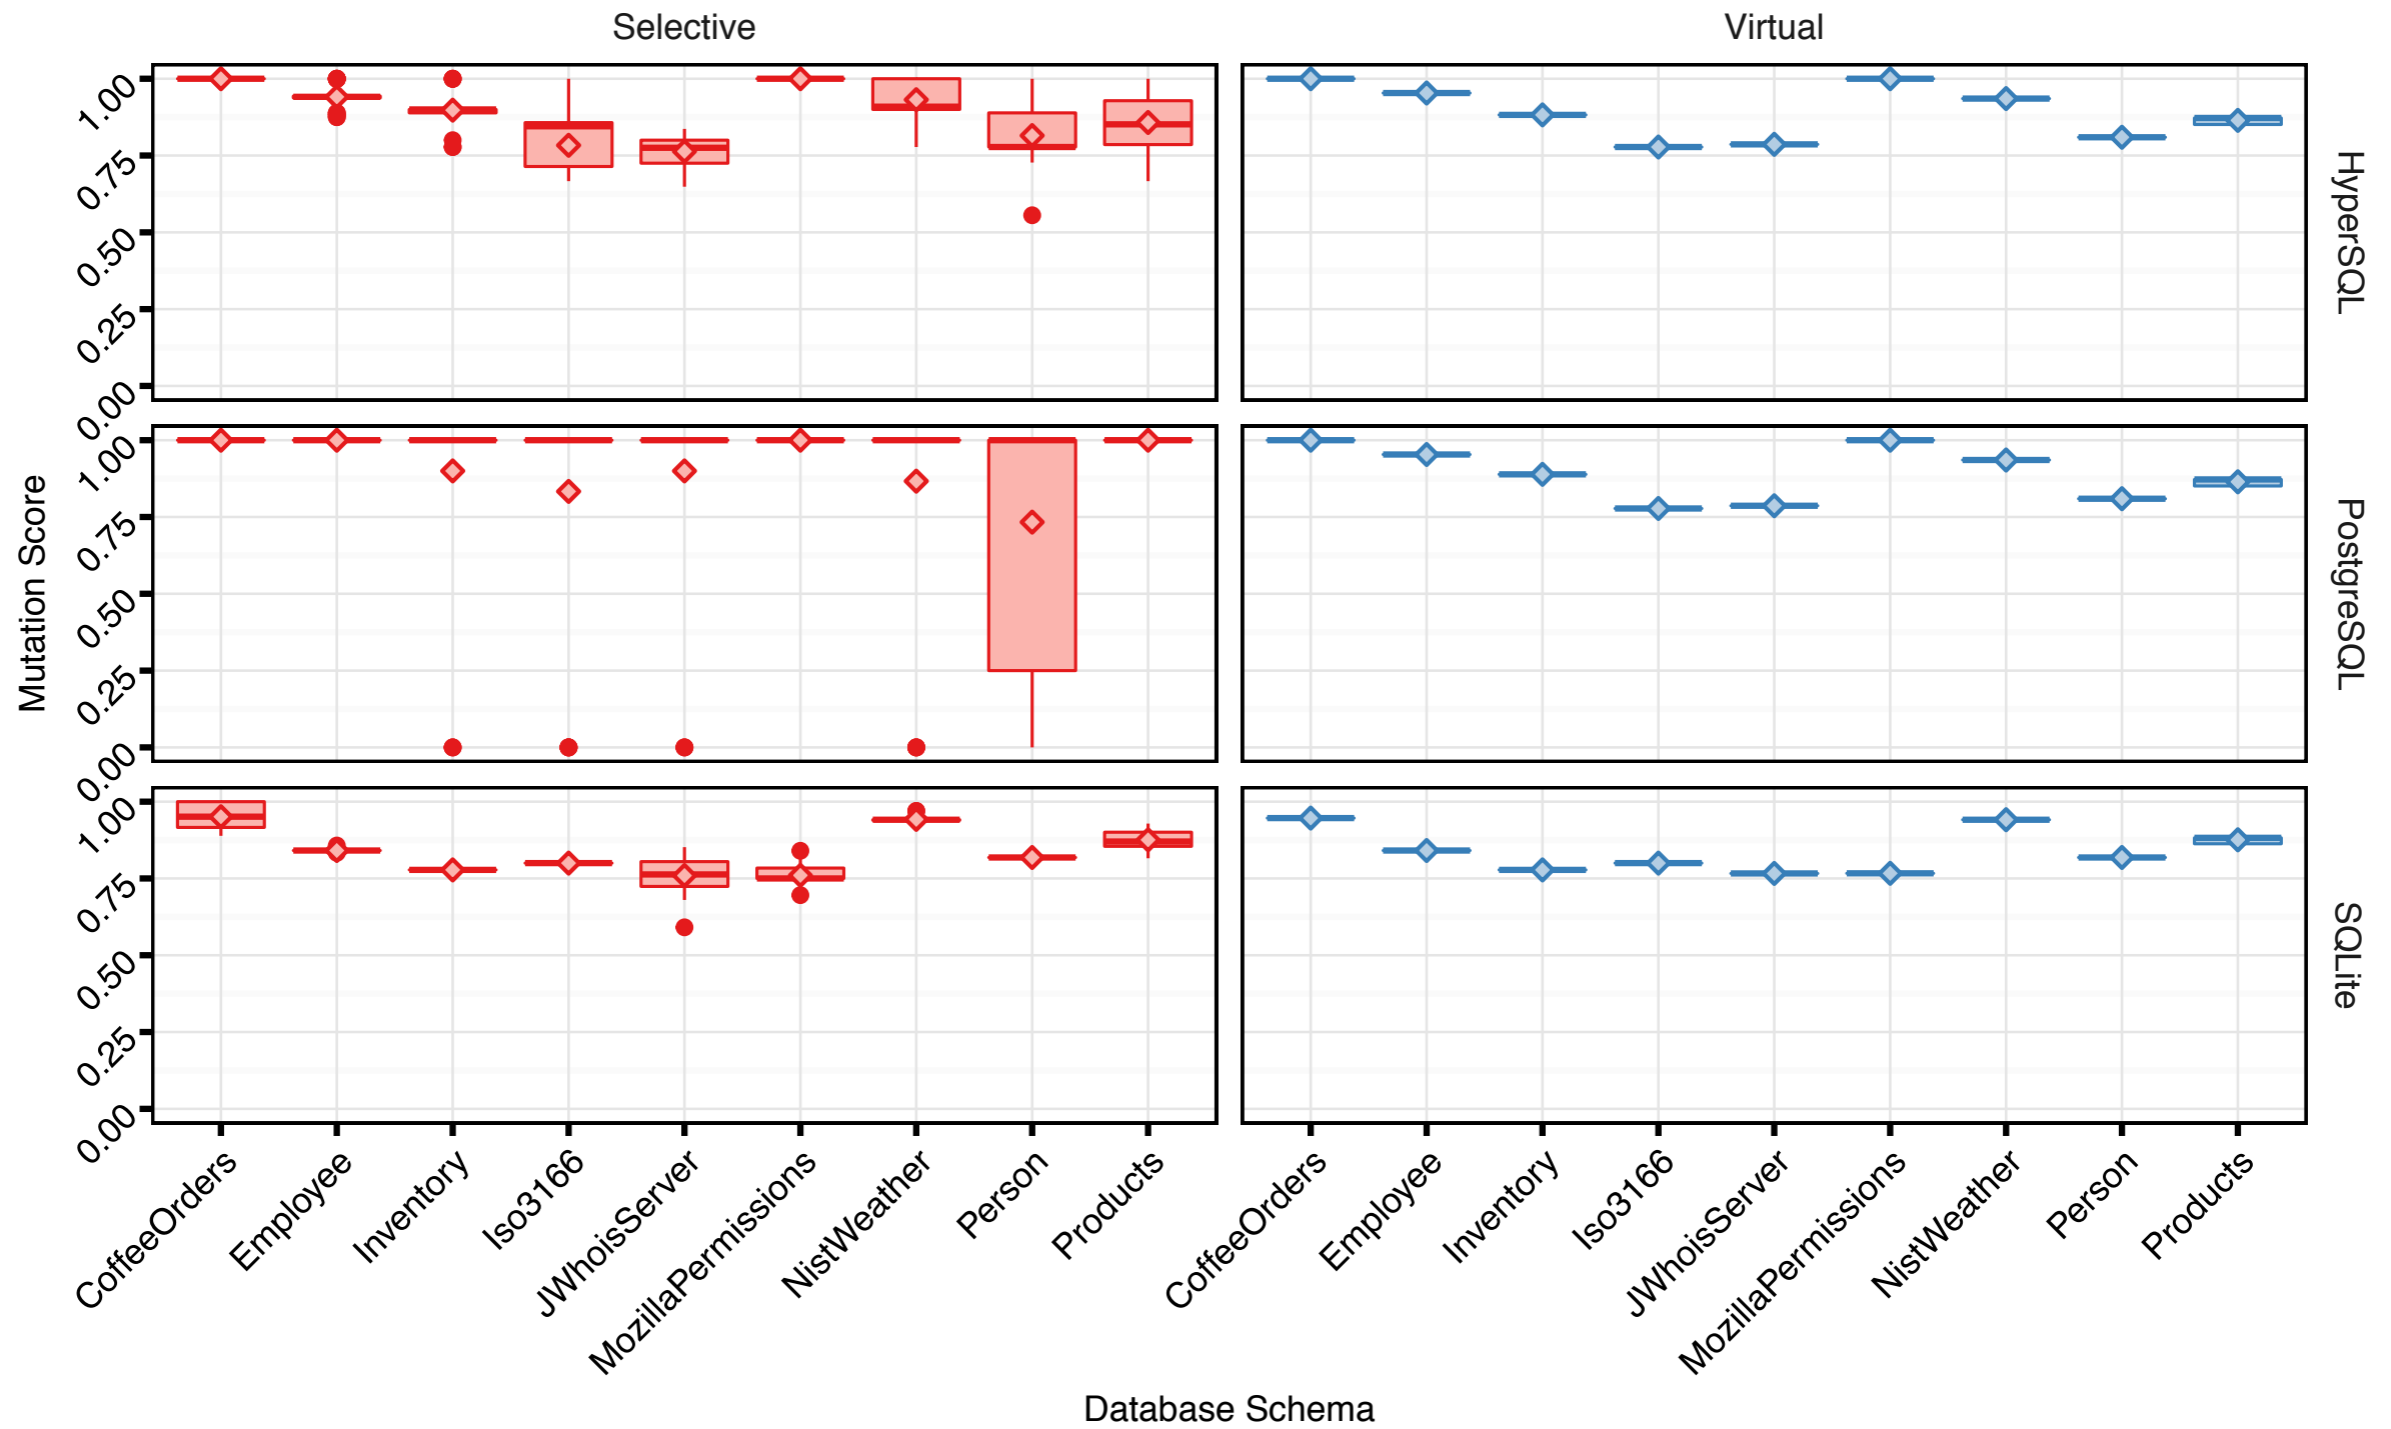 Selective
Virtual
1.00
0.75
0.50
0.25
0.00
HyperSQL
1.00
0.75
0.50
0.25
0.00
PostgreSQL
1.00
0.75
0.50
0.25
0.00
SQLite
Mutation Score
CoffeeOrders
Employee
Inventory
Iso3166
JWhoisServer
MozillaPermissions
NistWeather
Person
Products
CoffeeOrders
Employee
Inventory
Iso3166
JWhoisServer
MozillaPermissions
NistWeather
Person
Products
Database Schema